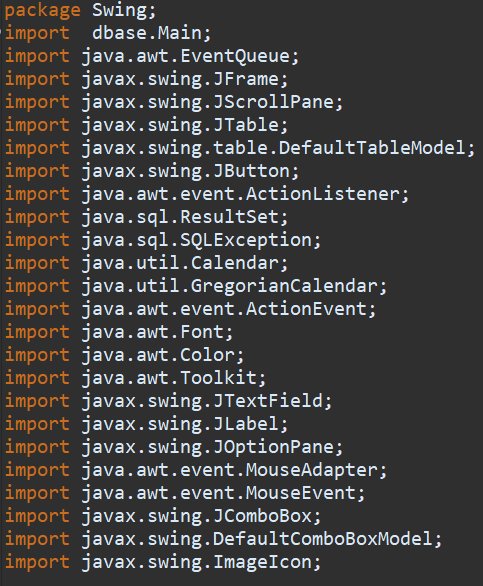 package Swing;
import  dbase.Main;
import java.awt.EventQueue;
import javax.swing.JFrame;
import javax.swing.JScrollPane;
import javax.swing.JTable;
import javax.swing.table.DefaultTableModel;
import javax.swing.JButton;
import java.awt.event.ActionListener;
import java.sql.ResultSet;
import java.sql.SQLException;
import java.util.Calendar;
import java.util.GregorianCalendar;
import java.awt.event.ActionEvent;
import java.awt.Font;
import java.awt.Color;
import java.awt.Toolkit;
import javax.swing.JTextField;
import javax.swing.JLabel;
import javax.swing.JOptionPane;
import java.awt.event.MouseAdapter;
import java.awt.event.MouseEvent;
import javax.swing.JComboBox;
import javax.swing.DefaultComboBoxModel;
import javax.swing.ImageIcon;